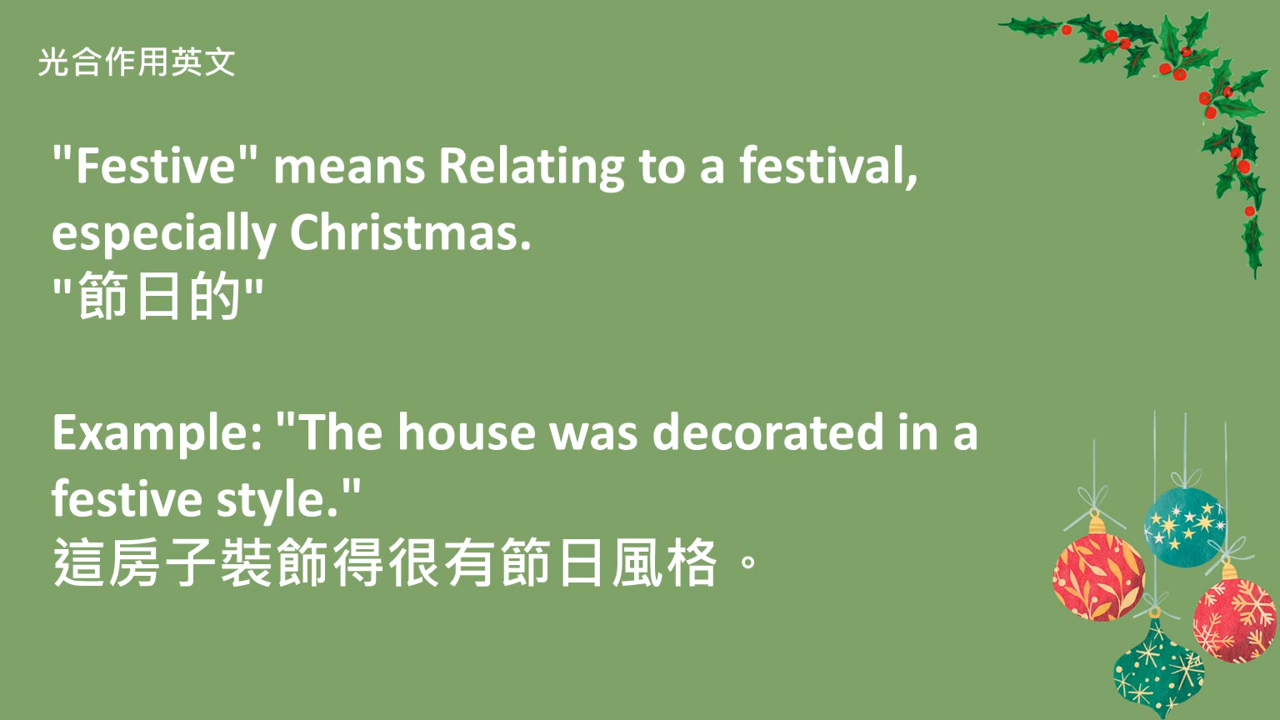 光合作用英文
"Festive" means Relating to a festival,
especially Christmas.
"節日的"
Example: "The house was decorated in a
festive style."
這房子裝飾得很有節日風格。